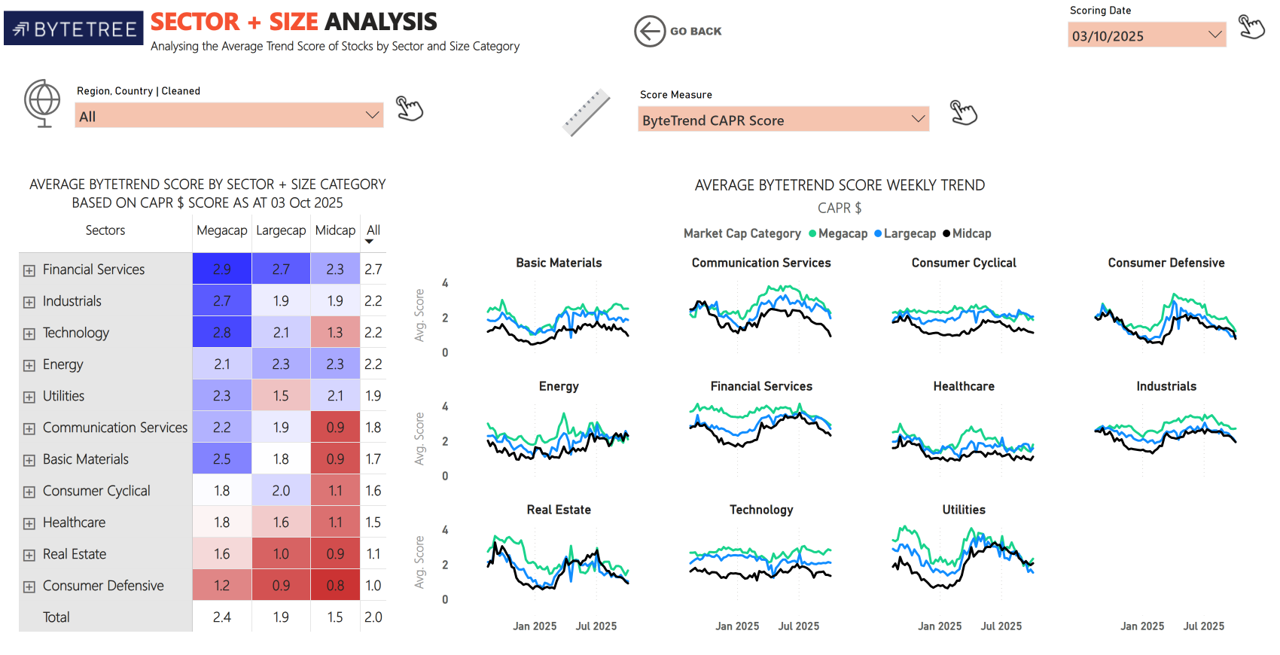 BYTETREE
SECTOR + SIZE ANALYSIS
Analysing the Average Trend Score of Stocks by Sector and Size Category
GO BACK
Scoring Date
03/10/2025
Region, Country | Cleaned
All
Score Measure
ByteTrend CAPR Score
AVERAGE BYTETREND SCORE BY SECTOR + SIZE CATEGORY
BASED ON CAPR $ SCORE AS AT 03 Oct 2025
Sectors Megacap Largecap Midcap All
Financial Services 2.9 2.7 2.3 2.7
Industrials 2.7 1.9 1.9 2.2
Technology 2.8 2.1 1.3 2.2
Energy 2.1 2.3 2.3 2.2
Utilities 2.3 1.5 2.1 1.9
Communication Services 2.2 1.9 0.9 1.8
Basic Materials 2.5 1.8 0.9 1.7
Consumer Cyclical 1.8 2.0 1.1 1.6
Healthcare 1.8 1.6 1.1 1.5
Real Estate 1.6 1.0 0.9 1.1
Consumer Defensive 1.2 0.9 0.8 1.0
Total 2.4 1.9 1.5 2.0
AVERAGE BYTETREND SCORE WEEKLY TREND
CAPR $
Market Cap Category Megacap Largecap Midcap
Basic Materials Communication Services Consumer Cyclical Consumer Defensive
Avg. Score
4
2
0
Energy Financial Services Healthcare Industrials
Avg. Score
4
2
0
Real Estate Technology Utilities
Avg. Score
4
2
0
Jan 2025 Jul 2025 Jan 2025 Jul 2025 Jan 2025 Jul 2025 Jan 2025 Jul 2025